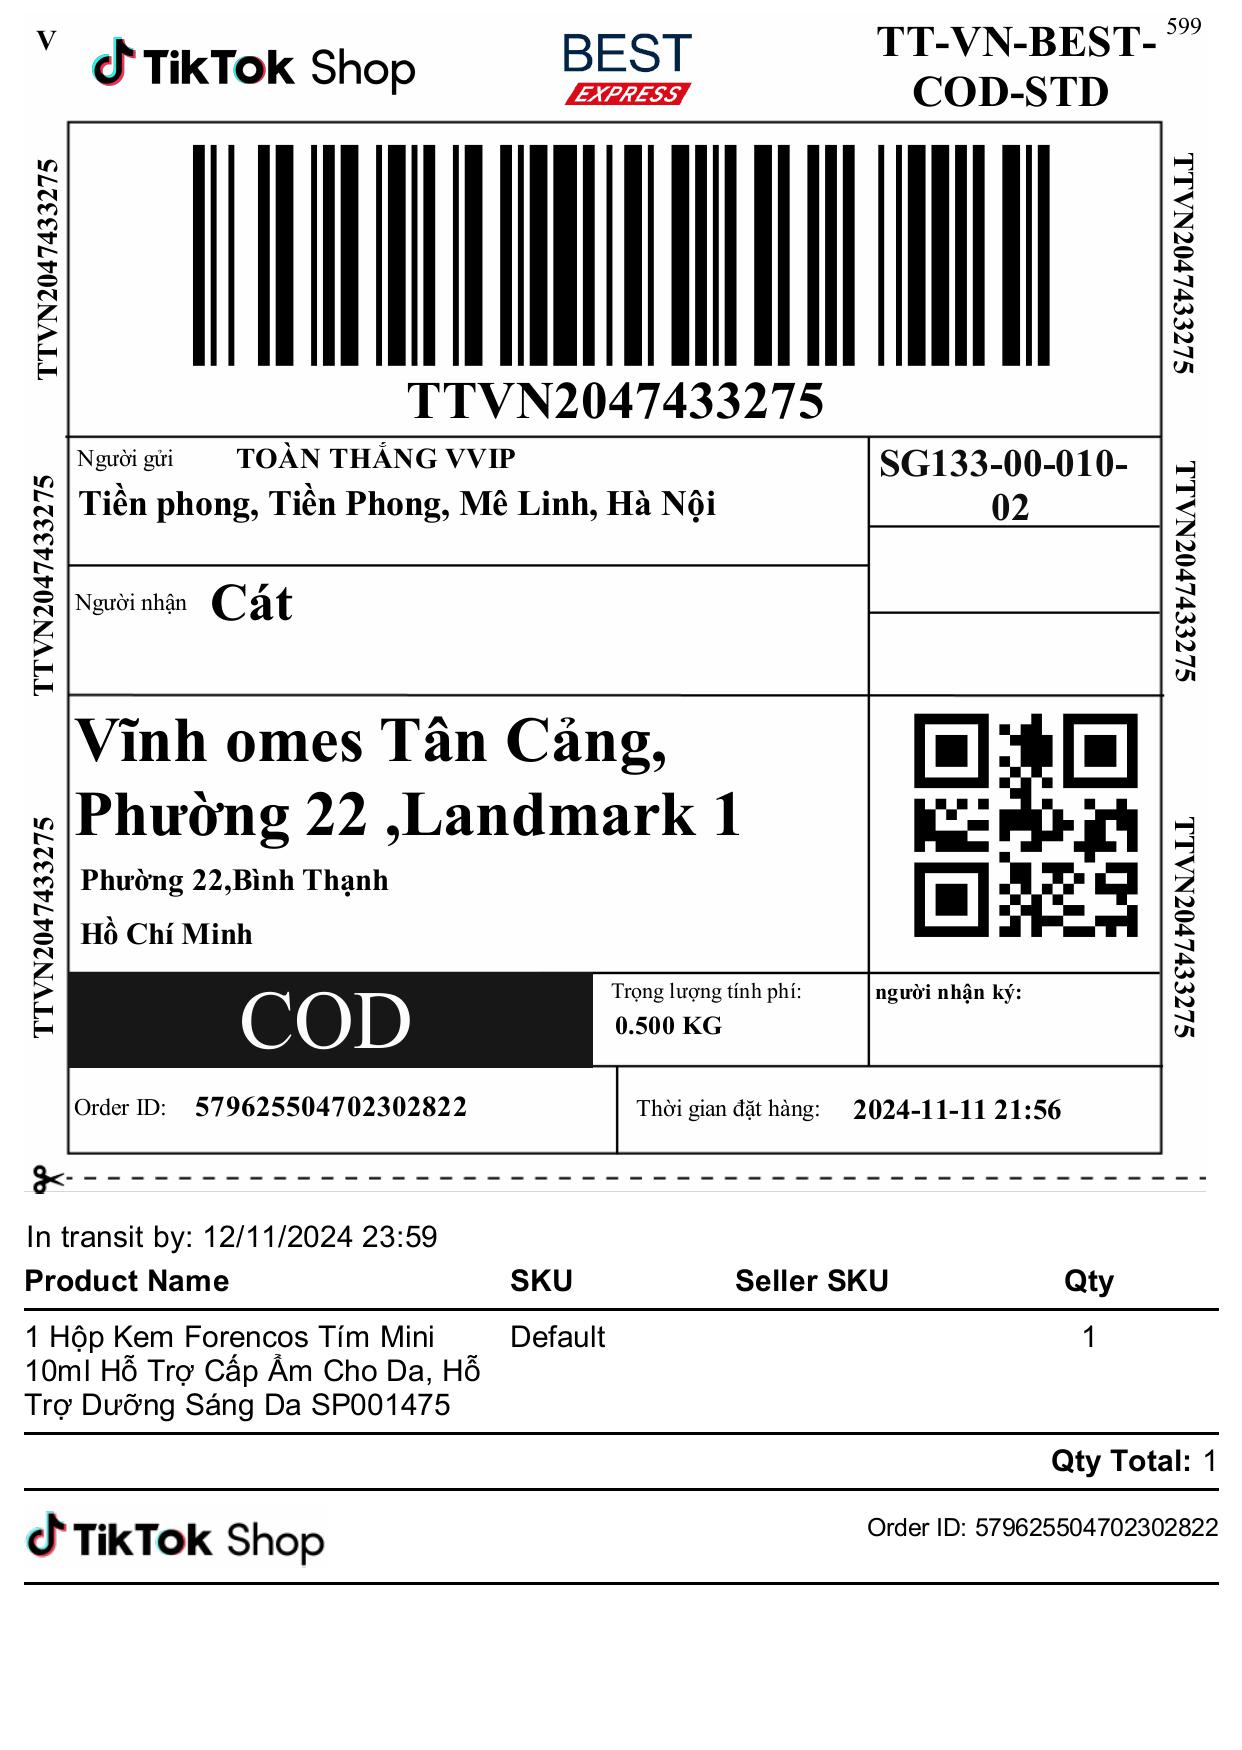 V
TikTok Shop
BEST
EXPRESS
TT-VN-BEST-
COD-STD
599
TTVN2047433275
TTVN2047433275
TTVN2047433275
Người gửi TOÀN THẮNG VVIP
Tiền phong, Tiền Phong, Mê Linh, Hà Nội
SG133-00-010-
02
Người nhận Cát
TTVN2047433275
TTVN2047433275
Vĩnh omes Tân Cảng,
Phường 22 ,Landmark 1
Phường 22,Bình Thạnh
Hồ Chí Minh
TTVN2047433275
TTVN2047433275
COD
Trọng lượng tính phí:
0.500 KG
người nhận ký:
Order ID: 579625504702302822
Thời gian đặt hàng: 2024-11-11 21:56
In transit by: 12/11/2024 23:59
Product Name SKU Seller SKU Qty
1 Hộp Kem Forencos Tím Mini Default 1
10ml Hỗ Trợ Cấp Ẩm Cho Da, Hỗ
Trợ Dưỡng Sáng Da SP001475
Qty Total: 1
TikTok Shop
Order ID: 579625504702302822